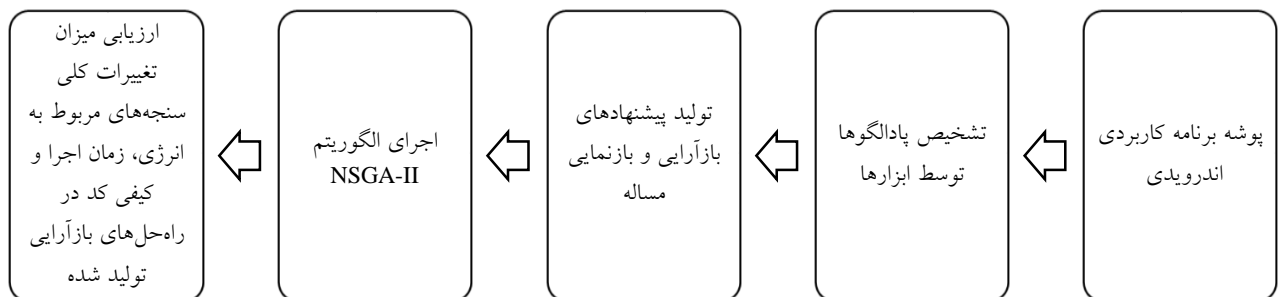 پوشه برنامه کاربردی
اندرویدی
تشخیص پادالگوها
توسط ابزارها
تولید پیشنهادهای
بازآرایی و بازنمایی
مساله
اجرای الگوریتم
NSGA-II
ارزیابی میزان
تغییرات کلی
سنجه‌های مربوط به
انرژی، زمان اجرا و
کیفی کد در
راه‌حل‌های بازآرایی
تولید شده